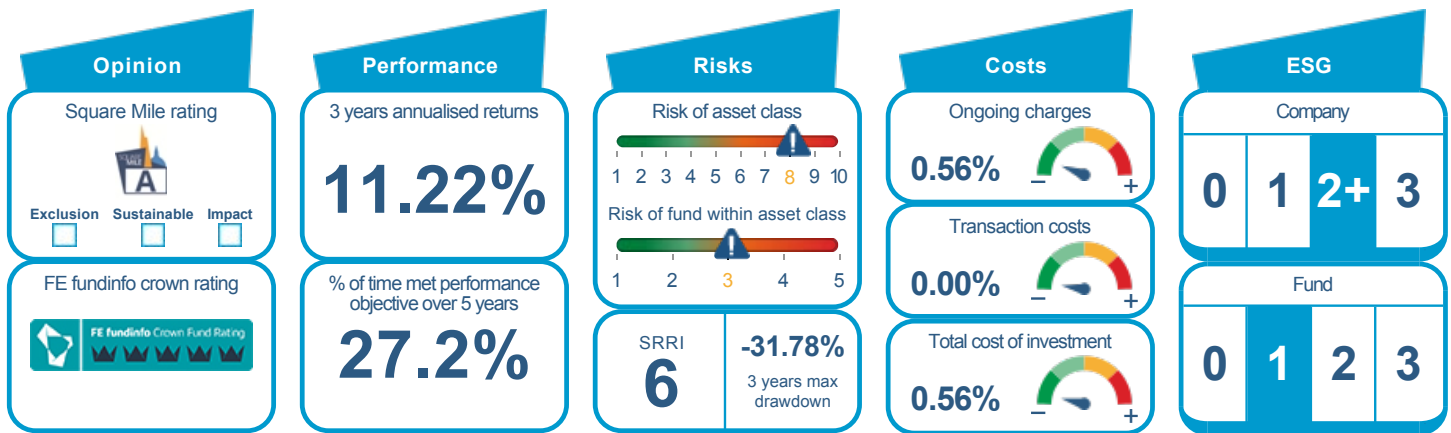 Opinion
Square Mile rating
SQUARE
MILE
A
Exclusion Sustainable Impact
FE fundinfo crown rating
FE fundinfo Crown Fund Rating
Performance
3 years annualised returns
11.22%
% of time met performance
objective over 5 years
27.2%
Risks
Risk of asset class
1 2 3 4 5 6 7 8 9 10
Risk of fund within asset class
1 2 3 4 5
SRRI
6
-31.78%
3 years max
drawdown
Costs
Ongoing charges
0.56%
– +
Transaction costs
0.00%
– +
Total cost of investment
0.56%
– +
ESG
Company
0 1 2+ 3
Fund
0 1 2 3